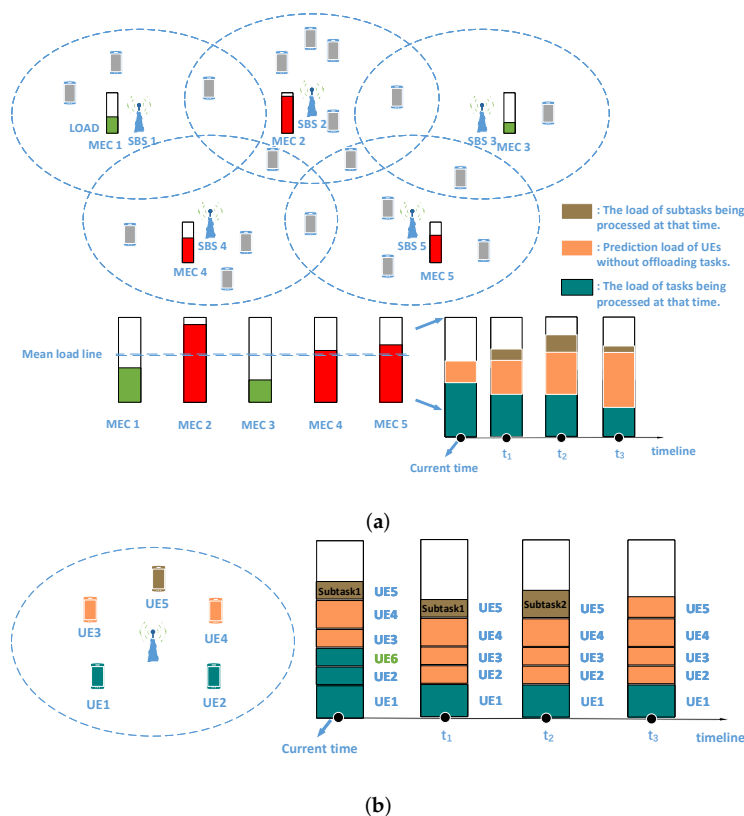 LOAD
MEC 1
SBS 1
MEC 2
SBS 2
SBS 3
MEC 3
SBS 4
MEC 4
SBS 5
MEC 5
: The load of subtasks being
processed at that time.
: Prediction load of UEs
without offloading tasks.
: The load of tasks being
processed at that time.
Mean load line
MEC 1
MEC 2
MEC 3
MEC 4
MEC 5
Current time
t1
t2
t3
timeline
(a)
UE5
UE3
UE4
UE1
UE2
Subtask1
UE5
UE4
UE3
UE6
UE2
UE1
Subtask1
UE5
UE4
UE3
UE2
UE1
Subtask2
UE5
UE4
UE3
UE2
UE1
UE5
UE4
UE3
UE2
UE1
Current time
t1
t2
t3
timeline
(b)